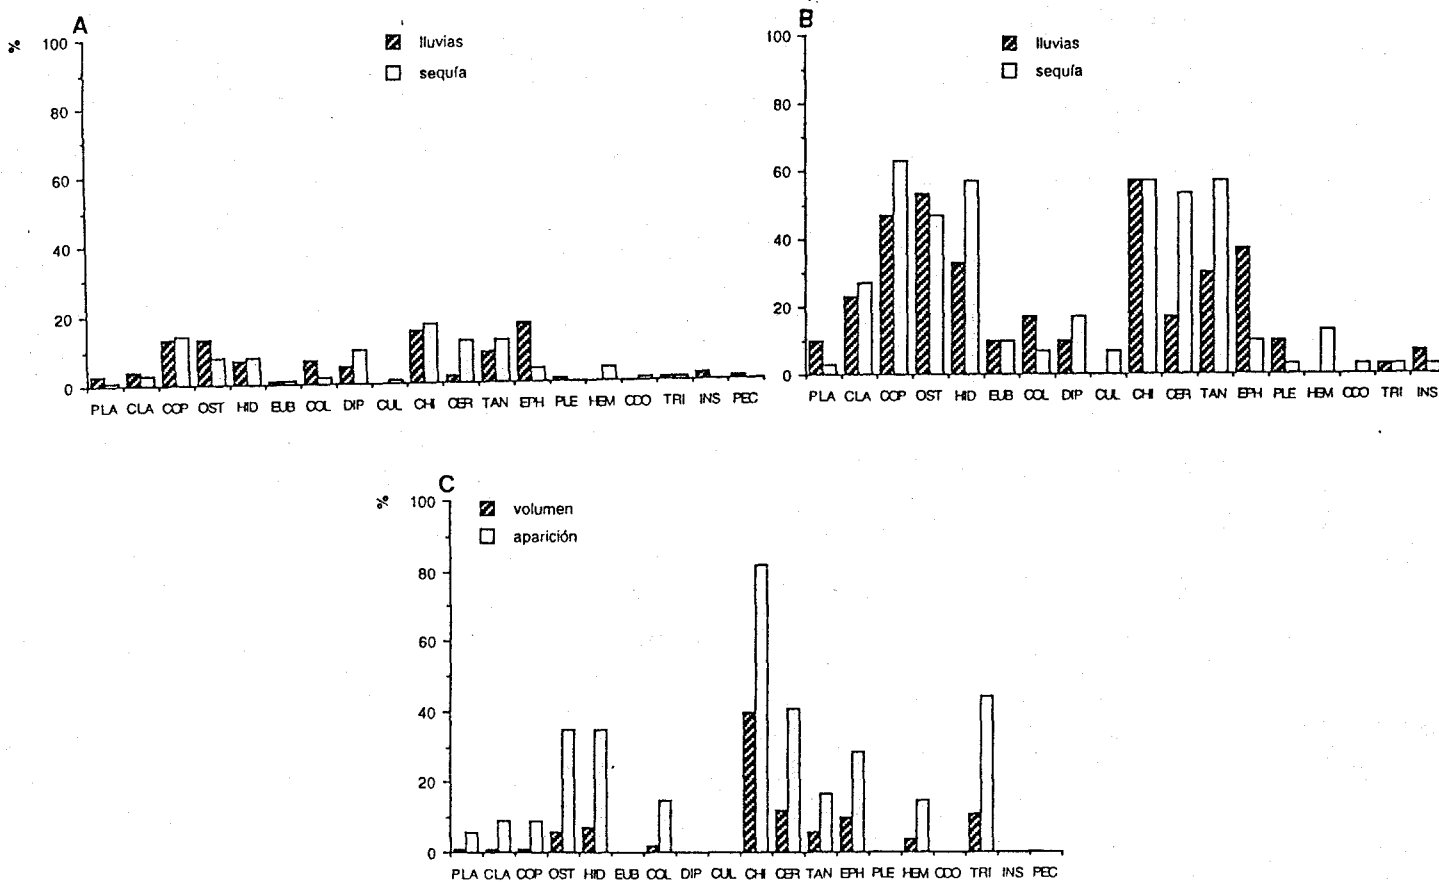 A
%
100
80
60
40
20
0
lluvias
sequía
PLA CLA COP OST HID EUB COL DIP CUL CHI CER TAN EPH PLE HEM ODO TRI INS PEC
B
100
80
60
40
20
0
lluvias
sequía
PLA CLA COP OST HID EUB COL DIP CUL CHI CER TAN EPH PLE HEM ODO TRI INS
C
%
100
80
60
40
20
0
volumen
aparición
PLA CLA COP OST HID EUB COL DIP CUL CHI CER TAN EPH PLE HEM ODO TRI INS PEC